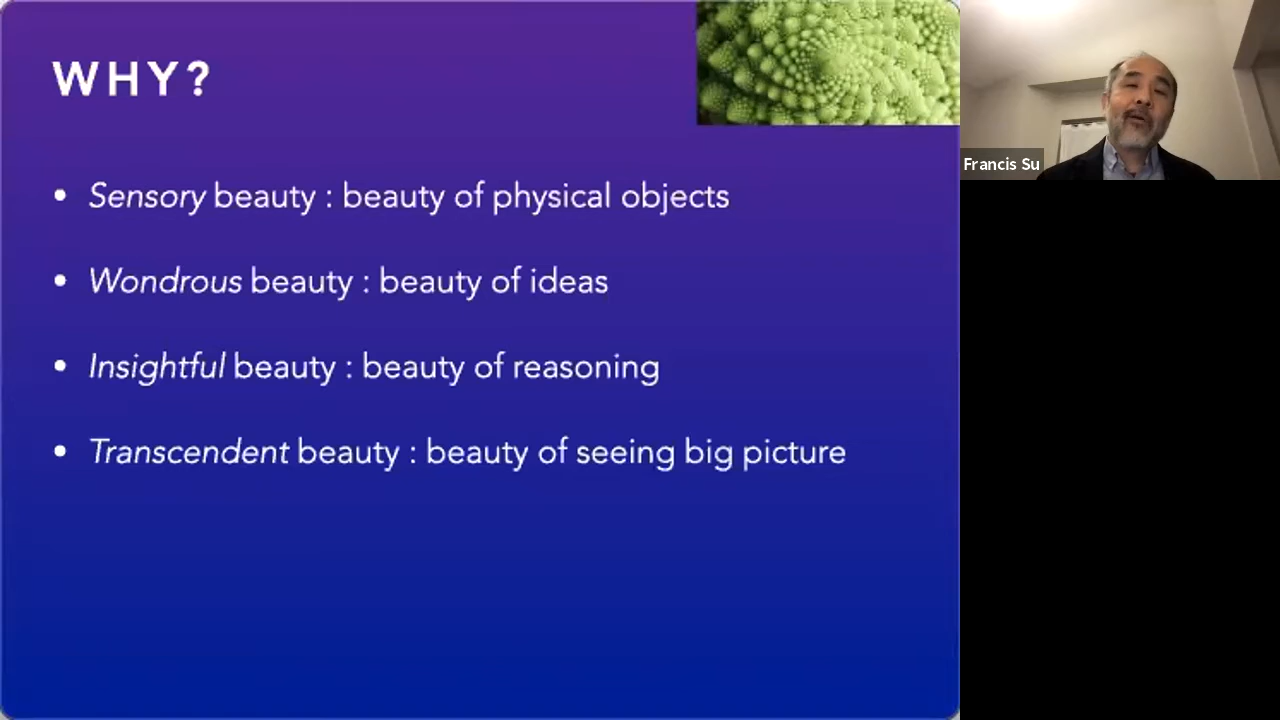 WHY?
• Sensory beauty : beauty of physical objects
• Wondrous beauty : beauty of ideas
• Insightful beauty : beauty of reasoning
• Transcendent beauty : beauty of seeing big picture
Francis Su